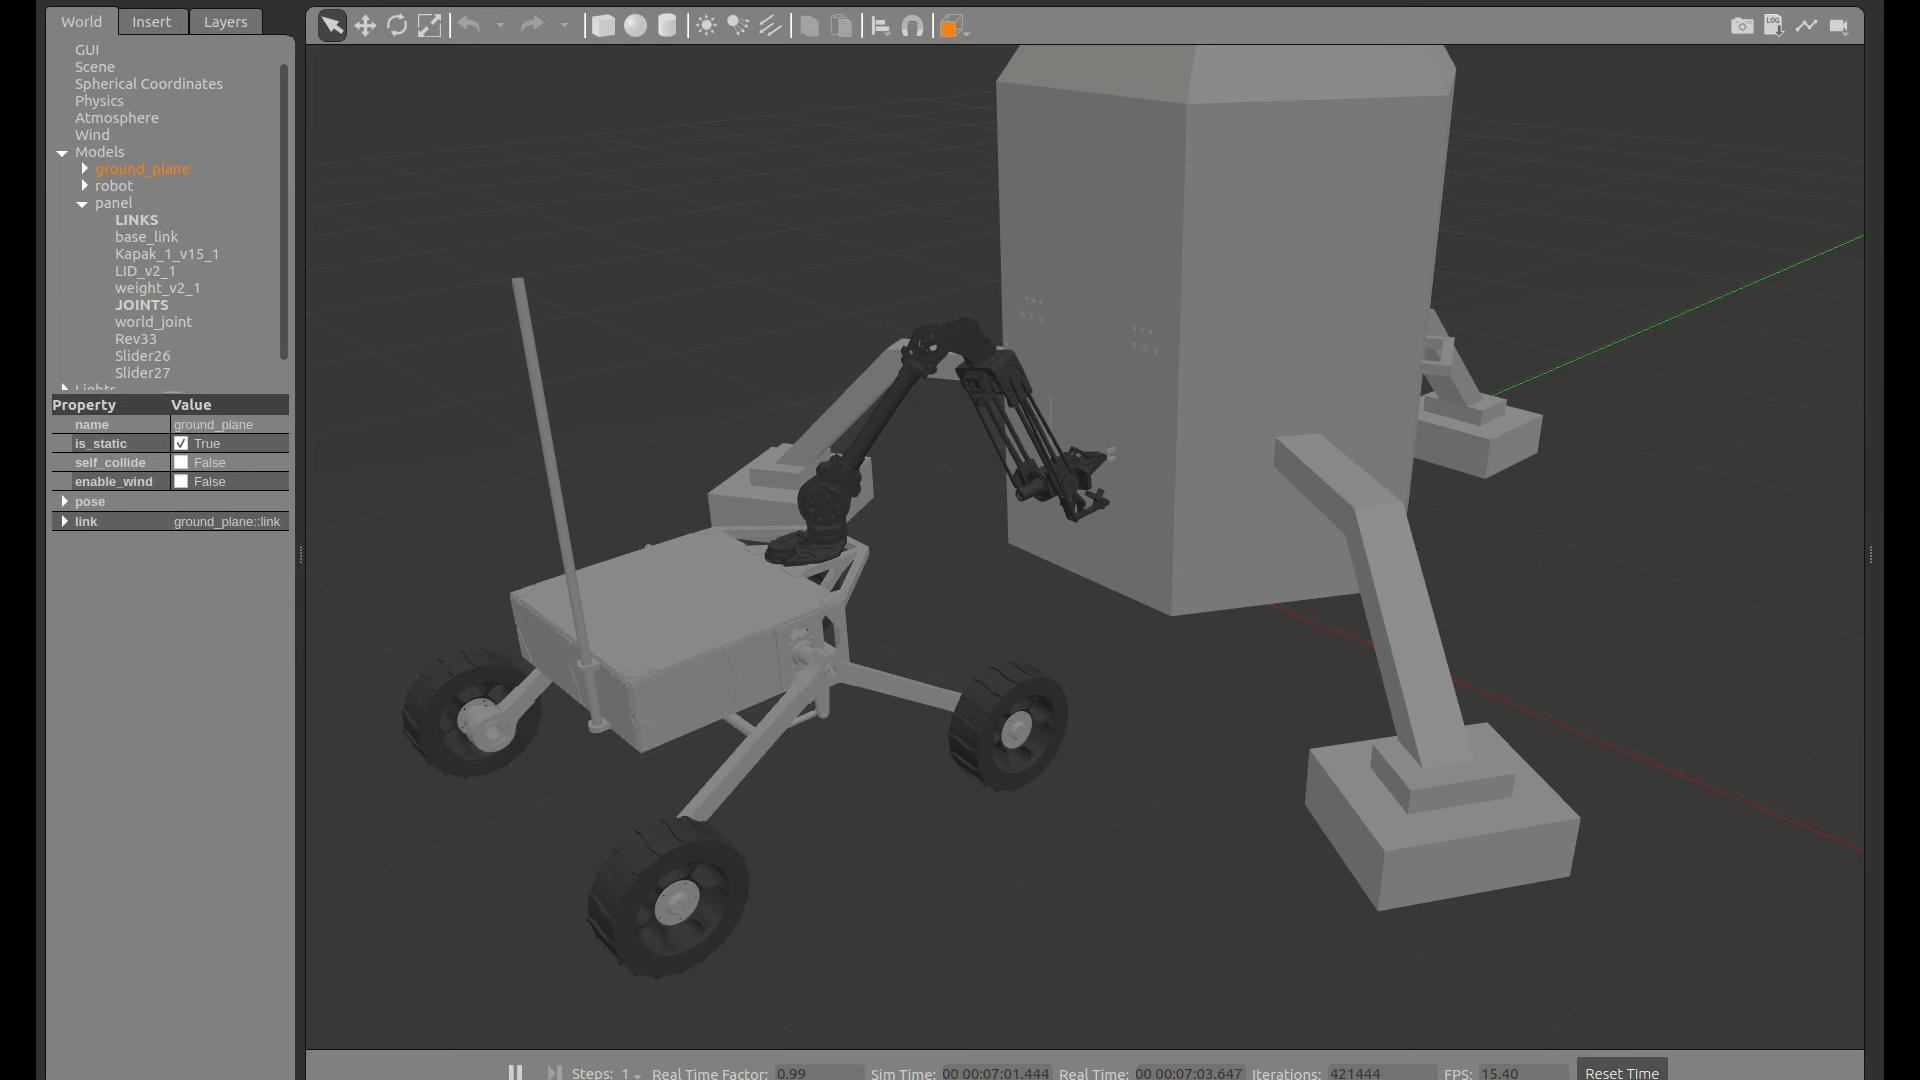 World Insert Layers
LOG
GUI
Scene
Spherical Coordinates
Physics
Atmosphere
Wind
Models
ground_plane
robot
panel
LINKS
base_link
Kapak_1_v15_1
LID_v2_1
weight_v2_1
JOINTS
world_joint
Rev33
Slider26
Slider27
Lights
Property Value
name ground_plane
is_static True
self_collide False
enable_wind False
pose
link ground_plane::link
Steps: 1 Real Time Factor: 0.99 Sim Time: 00 00:07:01.444 Real Time: 00 00:07:03.647 Iterations: 421444 FPS: 15.40 Reset Time